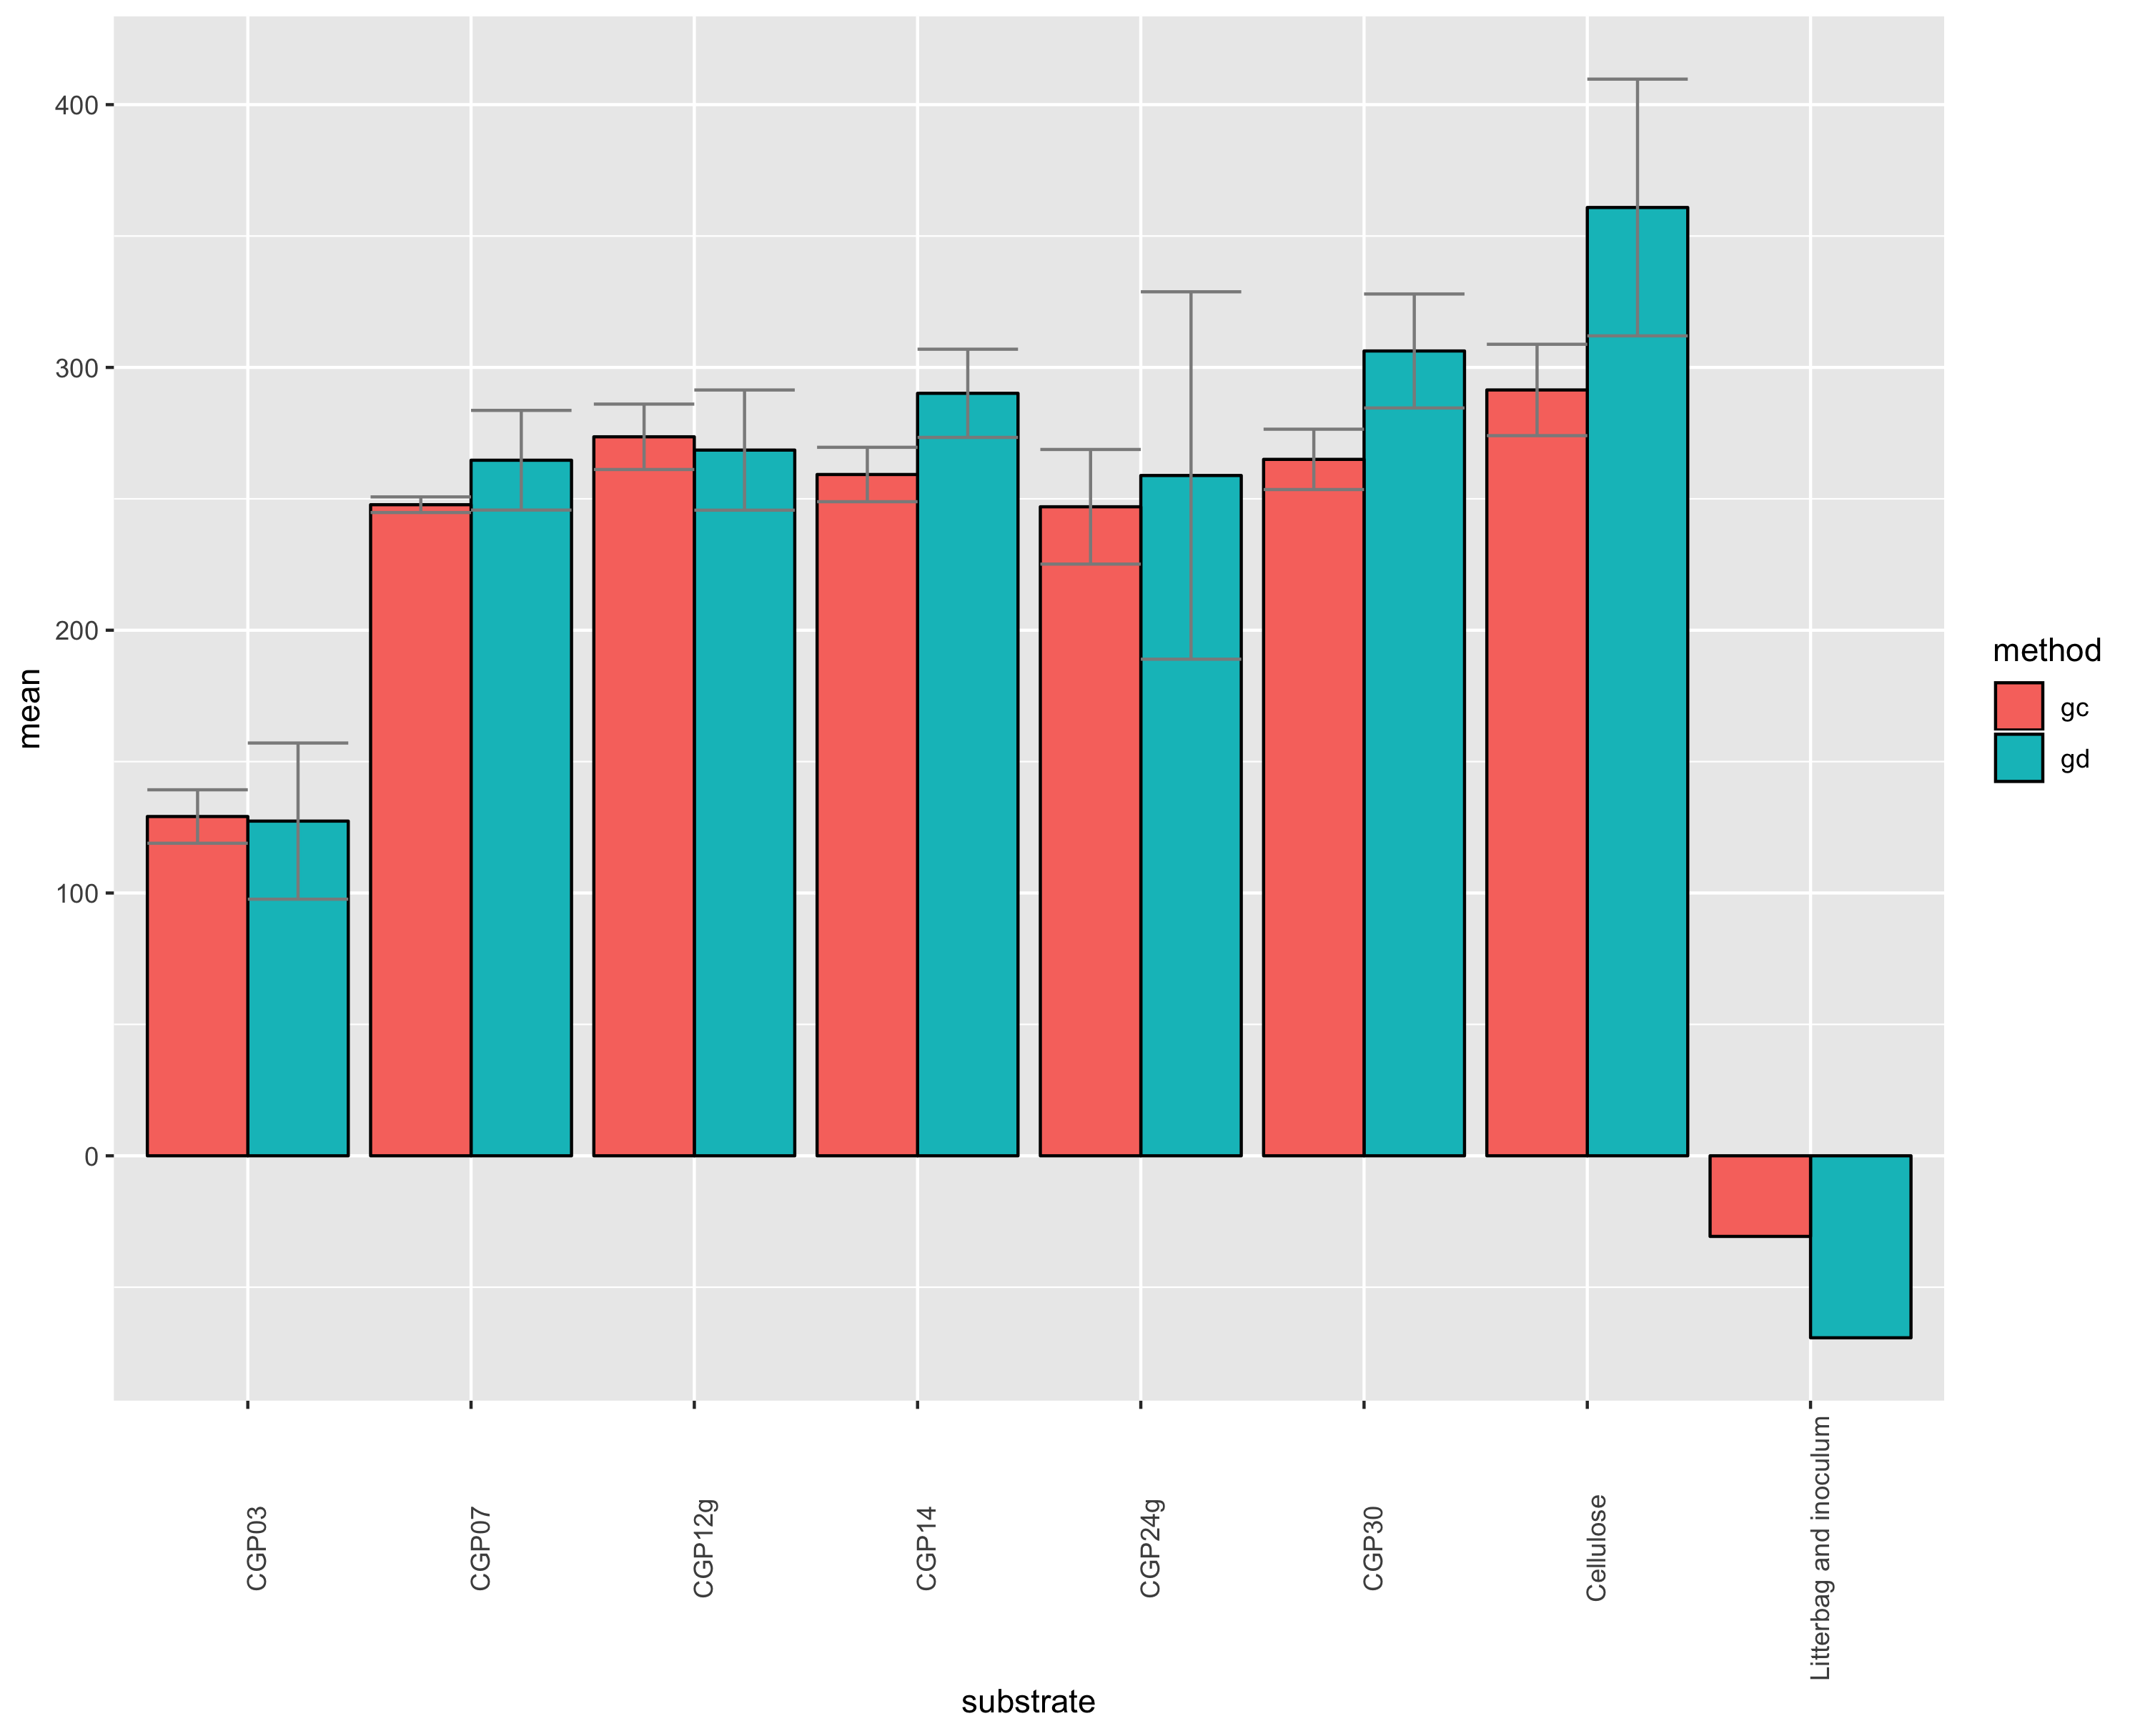 400
300
200
100
0
mean
CGP03
CGP07
CGP12g
CGP14
CGP24g
CGP30
Cellulose
Litterbag and inoculum
substrate
method
gc
gd